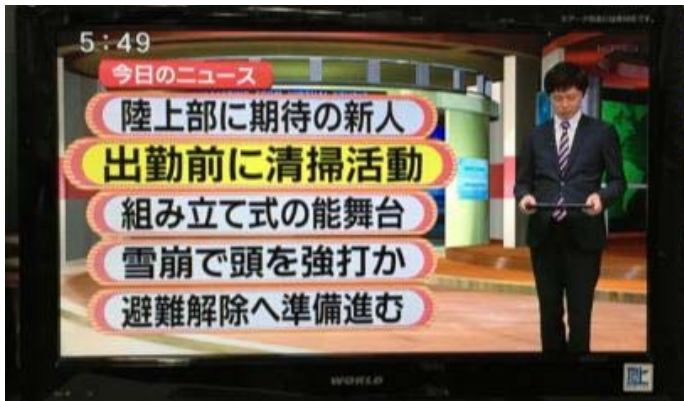 5:49
今日のニュース
陸上部に期待の新人
出勤前に清掃活動
組み立て式の能舞台
雪崩で頭を強打か
避難解除へ準備進む
WORLD